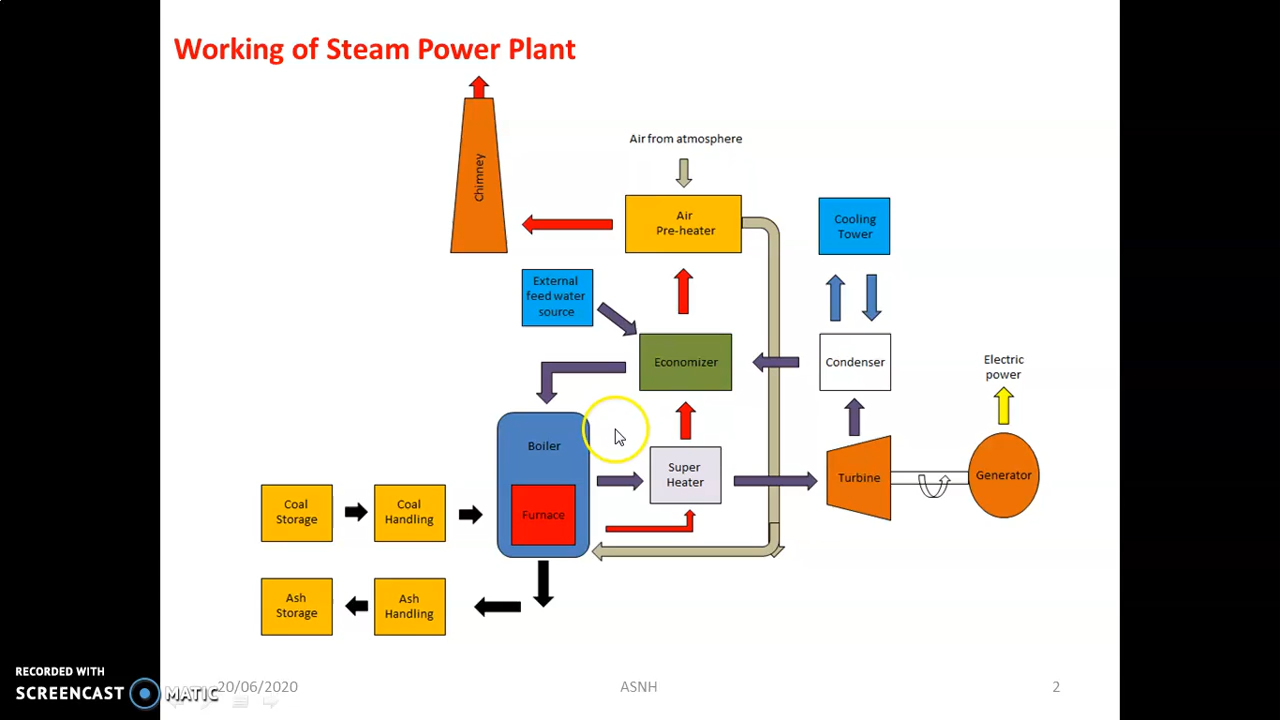 Working of Steam Power Plant
Chimney
Air from atmosphere
Air
Pre-heater
Cooling
Tower
External
feed water
source
Economizer
Condenser
Electric
power
Boiler
Super
Heater
Turbine
Generator
Furnace
Coal
Storage
Coal
Handling
Ash
Storage
Ash
Handling
RECORDED WITH
SCREENCAST MATIC
20/06/2020
ASNH
2